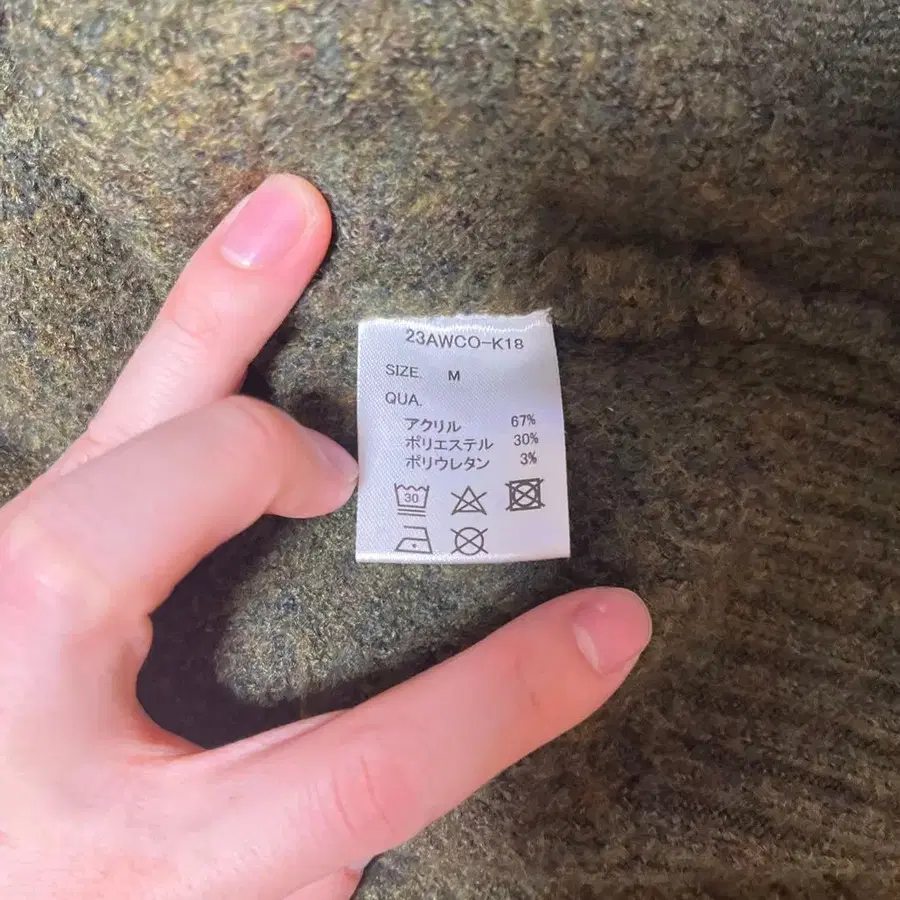 23AWCO-K18
SIZE. M
QUA.
アクリル 67%
ポリエステル 30%
ポリウレタン 3%
30